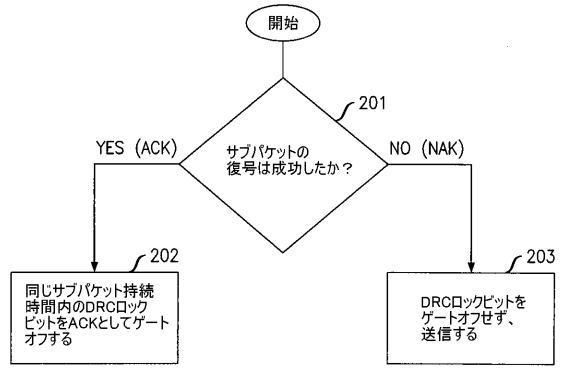 開始
201
サブパケットの
復号は成功したか？
YES (ACK)
NO (NAK)
202
同じサブパケット持続
時間内のDRCロック
ビットをACKとしてゲート
オフする
203
DRCロックビットを
ゲートオフせず、
送信する